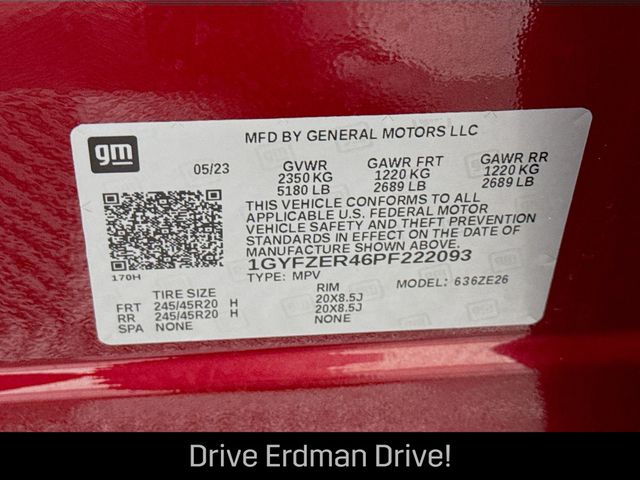 gm
MFD BY GENERAL MOTORS LLC
05/23 GVWR GAWR FRT GAWR RR
2350 KG 1220 KG 1220 KG
5180 LB 2689 LB 2689 LB
THIS VEHICLE CONFORMS TO ALL
APPLICABLE U.S. FEDERAL MOTOR
VEHICLE SAFETY AND THEFT PREVENTION
STANDARDS IN EFFECT ON THE DATE OF
MANUFACTURE SHOWN ABOVE.
1GYFZER46PF222093
170H
TYPE: MPV MODEL: 636ZE26
TIRE SIZE RIM
FRT 245/45R20 H 20X8.5J
RR 245/45R20 H 20X8.5J
SPA NONE NONE
Drive Erdman Drive!